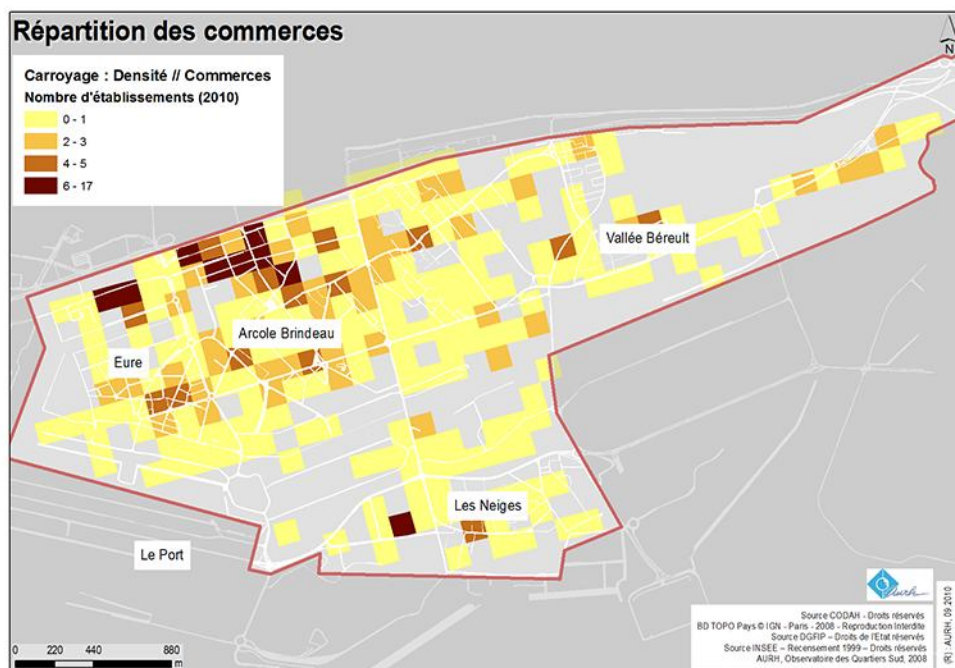 Répartition des commerces
N
Carroyage : Densité // Commerces
Nombre d'établissements (2010)
0 - 1
2 - 3
4 - 5
6 - 17
Vallée Béreult
Arcole Brindeau
Eure
Les Neiges
Le Port
aurh
Source CODAH - Droits réservés
BD TOPO Pays © IGN - Paris - 2008 - Reproduction Interdite
Source DGFIP – Droits de l'Etat réservés
Source INSEE – Recensement 1999 – Droits réservés
AURH, Observatoire des Quartiers Sud, 2008
(R) : AURH, 09 2010
0 220 440 880
m